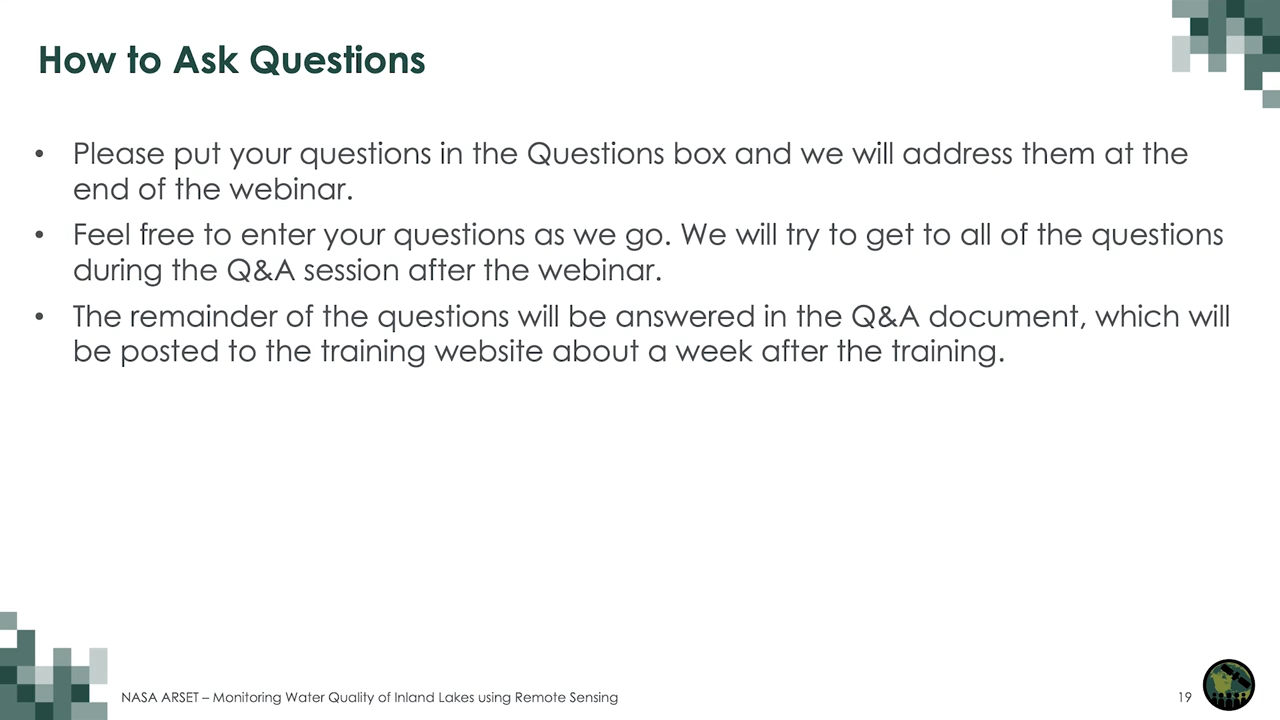 How to Ask Questions
• Please put your questions in the Questions box and we will address them at the
end of the webinar.
• Feel free to enter your questions as we go. We will try to get to all of the questions
during the Q&A session after the webinar.
• The remainder of the questions will be answered in the Q&A document, which will
be posted to the training website about a week after the training.
NASA ARSET – Monitoring Water Quality of Inland Lakes using Remote Sensing
19